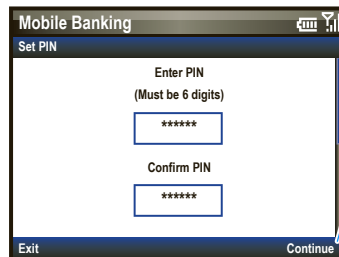 Mobile Banking
Set PIN
Enter PIN
(Must be 6 digits)
******
Confirm PIN
******
Exit Continue